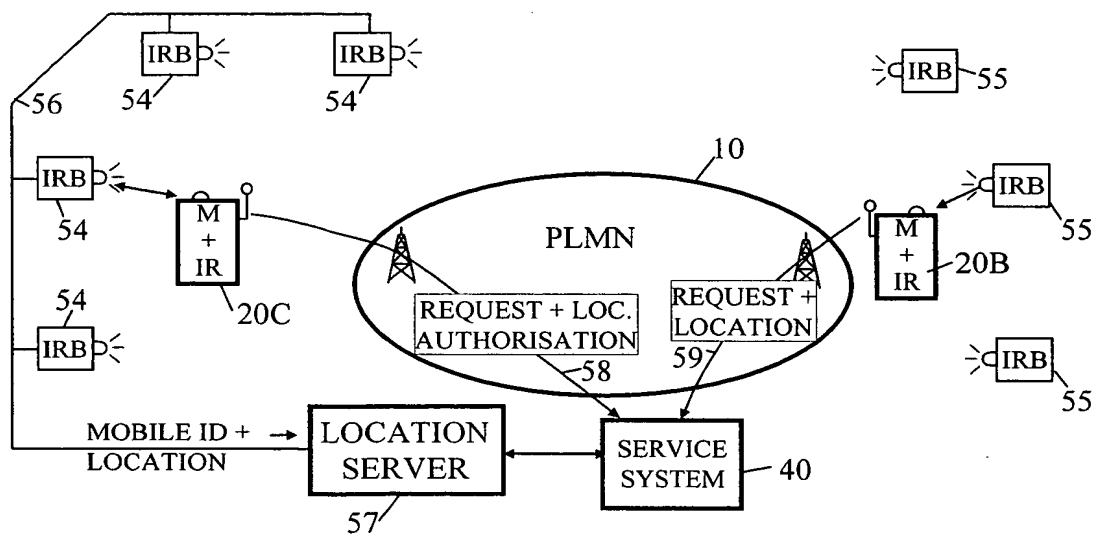 IRB
IRB
IRB
54
54
55
56
10
IRB
IRB
54
M
+
IR
PLMN
M
+
IR
55
20B
20C
54
REQUEST + LOC.
AUTHORISATION
REQUEST +
LOCATION
IRB
IRB
58
59
55
MOBILE ID +
LOCATION
LOCATION
SERVER
SERVICE
SYSTEM
40
57